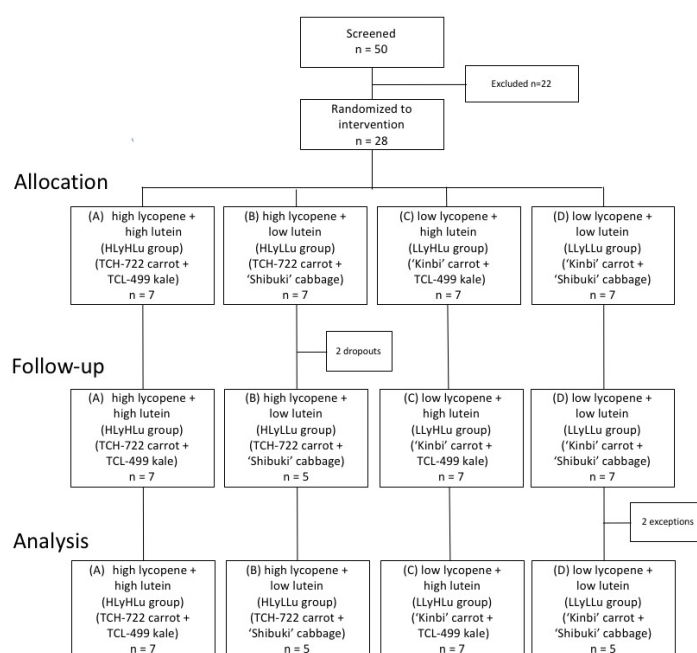 Screened
n = 50
Excluded n=22
Randomized to
intervention
n = 28
Allocation
(A) high lycopene +
high lutein
(HLyHLu group)
(TCH-722 carrot +
TCL-499 kale)
n = 7
(B) high lycopene +
low lutein
(HLyLLu group)
(TCH-722 carrot +
‘Shibuki’ cabbage)
n = 7
(C) low lycopene +
high lutein
(LLyHLu group)
(‘Kinbi’ carrot +
TCL-499 kale)
n = 7
(D) low lycopene +
low lutein
(LLyLLu group)
(‘Kinbi’ carrot +
‘Shibuki’ cabbage)
n = 7
2 dropouts
Follow-up
(A) high lycopene +
high lutein
(HLyHLu group)
(TCH-722 carrot +
TCL-499 kale)
n = 7
(B) high lycopene +
low lutein
(HLyLLu group)
(TCH-722 carrot +
‘Shibuki’ cabbage)
n = 5
(C) low lycopene +
high lutein
(LLyHLu group)
(‘Kinbi’ carrot +
TCL-499 kale)
n = 7
(D) low lycopene +
low lutein
(LLyLLu group)
(‘Kinbi’ carrot +
‘Shibuki’ cabbage)
n = 7
2 exceptions
Analysis
(A) high lycopene +
high lutein
(HLyHLu group)
(TCH-722 carrot +
TCL-499 kale)
n = 7
(B) high lycopene +
low lutein
(HLyLLu group)
(TCH-722 carrot +
‘Shibuki’ cabbage)
n = 5
(C) low lycopene +
high lutein
(LLyHLu group)
(‘Kinbi’ carrot +
TCL-499 kale)
n = 7
(D) low lycopene +
low lutein
(LLyLLu group)
(‘Kinbi’ carrot +
‘Shibuki’ cabbage)
n = 5